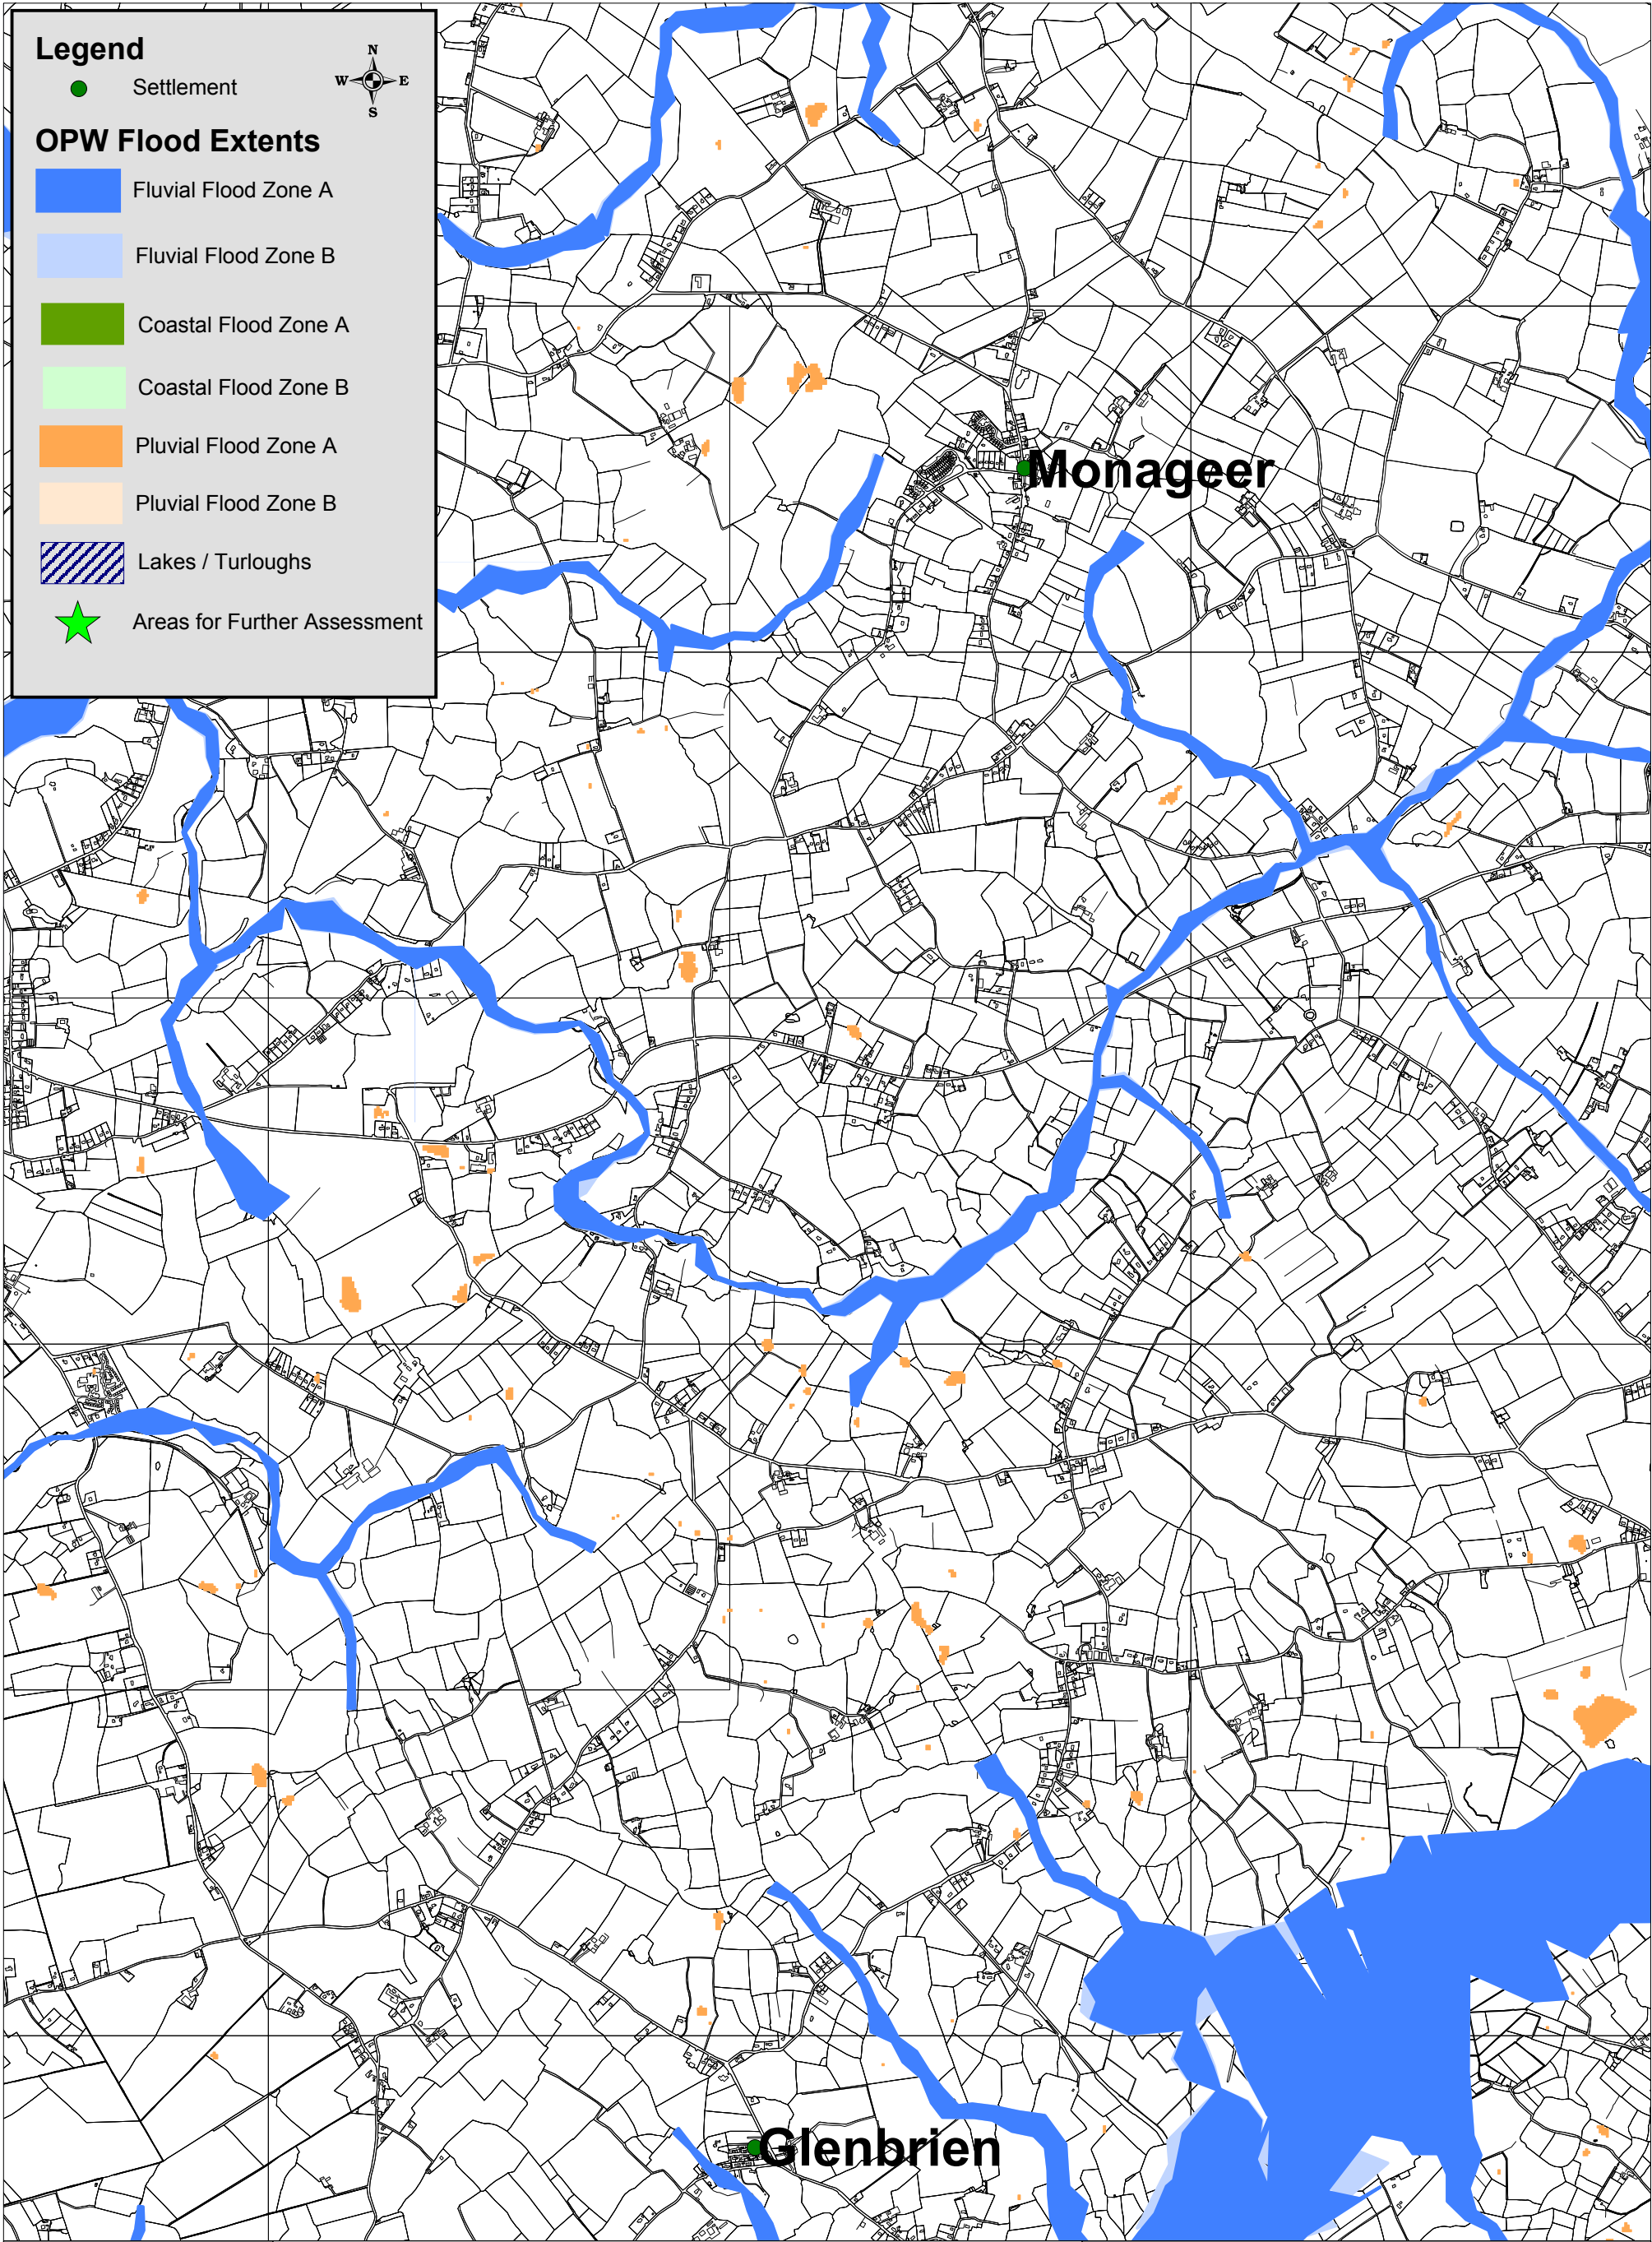 Legend
N
W E
S
Settlement
OPW Flood Extents
Fluvial Flood Zone A
Fluvial Flood Zone B
Coastal Flood Zone A
Coastal Flood Zone B
Pluvial Flood Zone A
Pluvial Flood Zone B
Lakes / Turloughs
Areas for Further Assessment
Monageer
Glenbrien